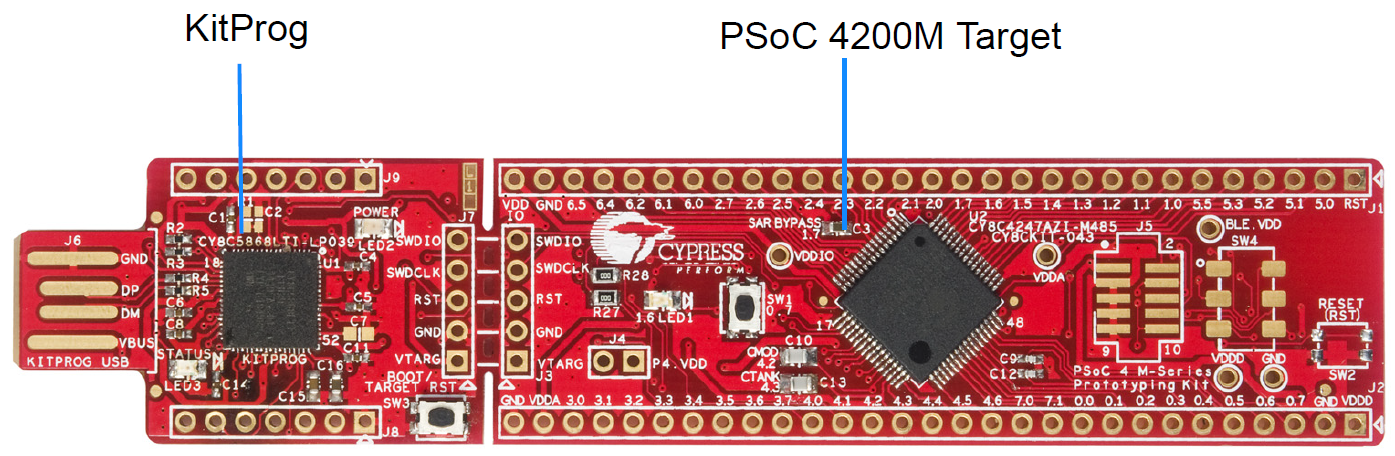 KitProg
PSoC 4200M Target
J9
C1
C2
POWER
LED2
J7
IO
VDD GND 6.5 6.4 6.2 6.1 6.0 2.7 2.6 2.5 2.4 2.3 2.2 2.1 2.0 1.7 1.6 1.5 1.4 1.3 1.2 1.1 1.0 5.5 5.3 5.2 5.1 5.0 RST
J1
R2
R3
CY8C5868LTI-LP039
18
U1
C4
SWDIO
SWDIO
CYPRESS
PERFORM
SAR BYPASS
1.7
C3
U2
CY8C4247AZI-M485
CY8CKIT-043
J5
2
BLE.VDD
SW4
J6
GND
DP
DM
VBUS
KITPROG USB
R4
R5
C6
C8
C5
C7
52
KITPROG
STATUS
LED3
C14
C15
C16
SWDCLK
RST
GND
VTARG
SWDCLK
RST
GND
VTARG
J3
R26
R27
1.6 LED1
VDDIO
SW1
VDDA
17
48
J4
P4.VDD
C10
CMOD
4.2
CTANK
4.3
C13
C9
C12
9
10
PSoC 4 M-Series
Prototyping Kit
VDDD
GND
RESET
(RST)
SW2
BOOT/
TARGET RST
SW3
J8
GND VDDA 3.0 3.1 3.2 3.3 3.4 3.5 3.6 3.7 4.0 4.1 4.2 4.3 4.4 4.5 4.6 7.0 7.1 0.0 0.1 0.2 0.3 0.4 0.5 0.6 0.7 GND VDDD
J2